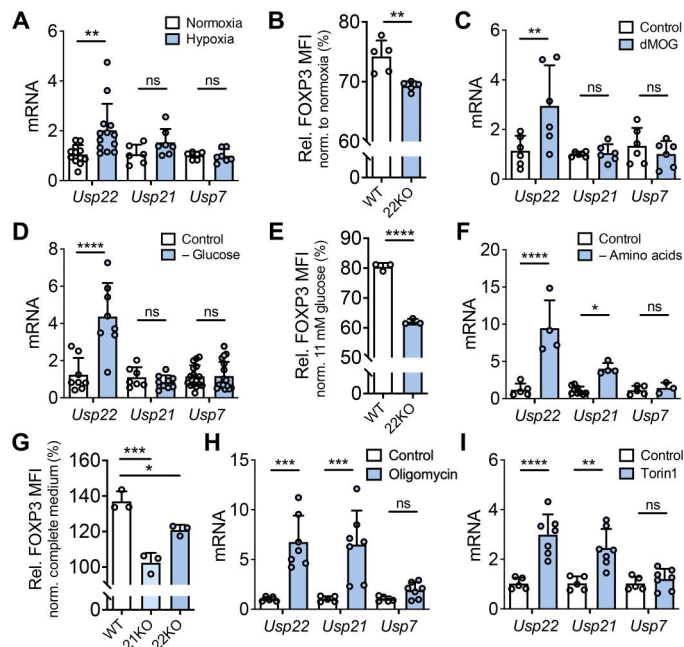 A
Normoxia
Hypoxia
mRNA
6
4
2
0
**
ns
ns
Usp22
Usp21
Usp7
B
Rel. FOXP3 MFI
norm. to normoxia (%)
80
70
60
0
**
WT
22KO
C
Control
dMOG
mRNA
6
4
2
0
**
ns
ns
Usp22
Usp21
Usp7
D
Control
– Glucose
mRNA
8
6
4
2
0
****
ns
ns
Usp22
Usp21
Usp7
E
Rel. FOXP3 MFI
norm. 11 mM glucose (%)
90
80
70
60
50
0
****
WT
22KO
F
Control
– Amino acids
mRNA
20
15
10
5
0
****
*
ns
Usp22
Usp21
Usp7
G
Rel. FOXP3 MFI
norm. complete medium (%)
160
140
120
100
0
***
*
WT
21KO
22KO
H
Control
Oligomycin
mRNA
15
10
5
0
***
***
ns
Usp22
Usp21
Usp7
I
Control
Torin1
mRNA
6
4
2
0
****
**
ns
Usp22
Usp21
Usp7